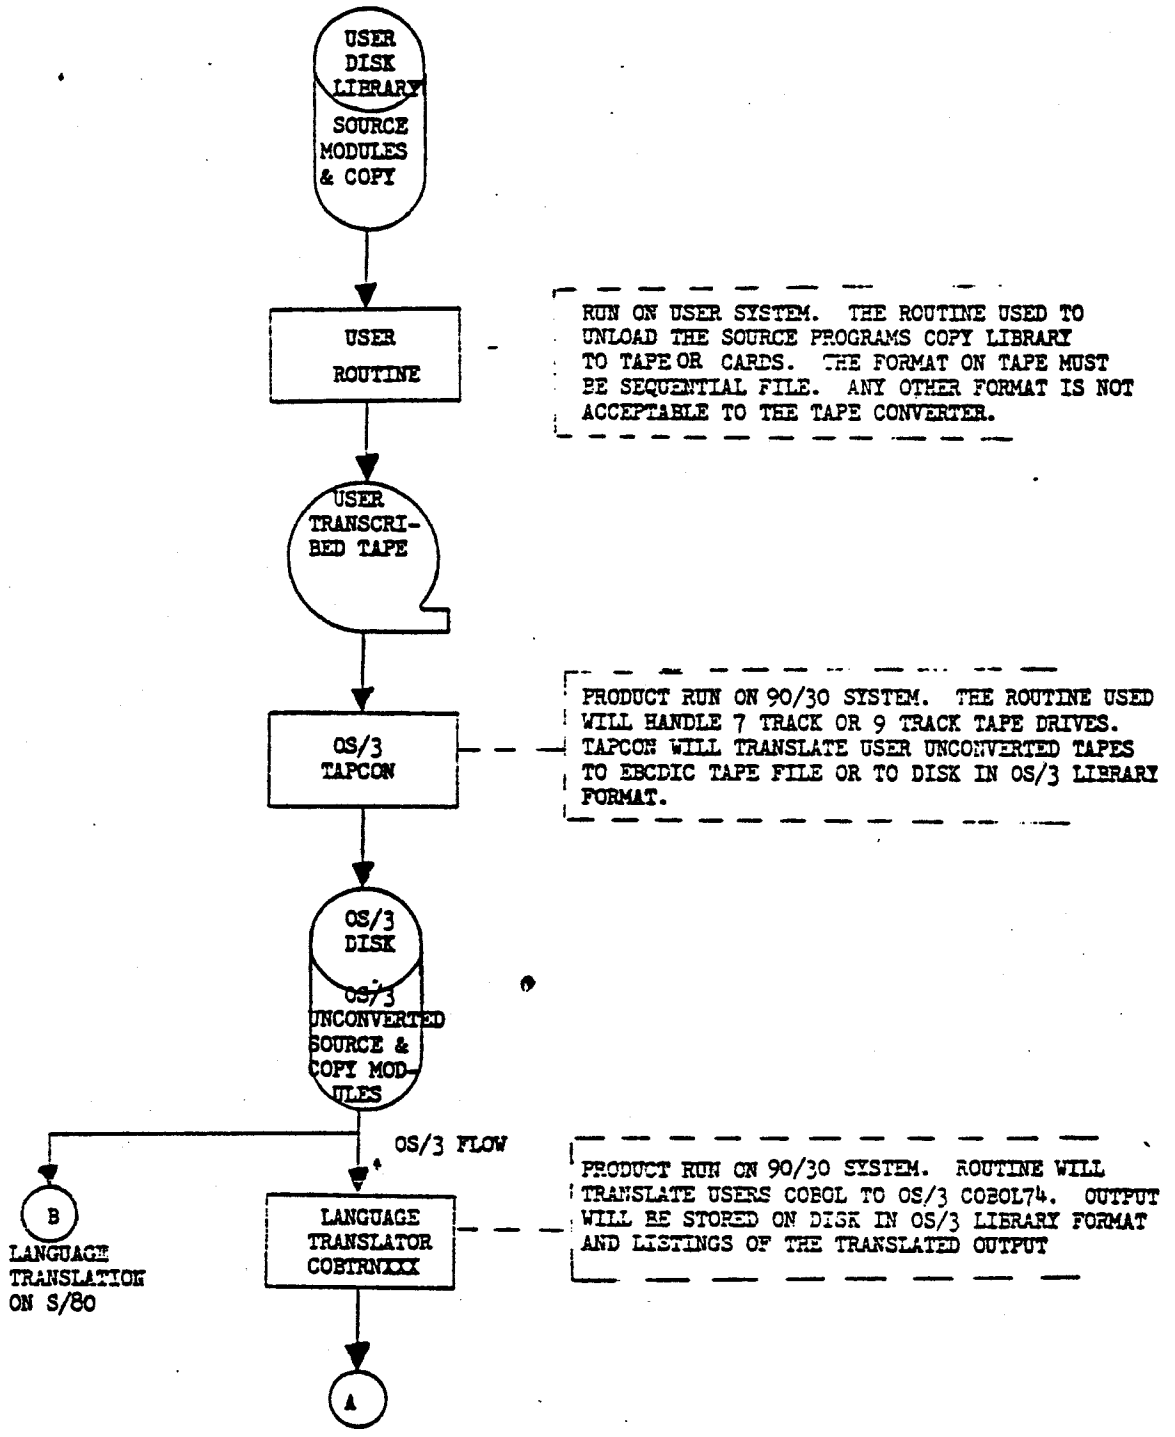 USER
DISK
LIBRARY
SOURCE
MODULES
& COPY
USER
ROUTINE
RUN ON USER SYSTEM. THE ROUTINE USED TO
UNLOAD THE SOURCE PROGRAMS COPY LIBRARY
TO TAPE OR CARDS. THE FORMAT ON TAPE MUST
BE SEQUENTIAL FILE. ANY OTHER FORMAT IS NOT
ACCEPTABLE TO THE TAPE CONVERTER.
USER
TRANSCRI-
BED TAPE
OS/3
TAPCON
PRODUCT RUN ON 90/30 SYSTEM. THE ROUTINE USED
WILL HANDLE 7 TRACK OR 9 TRACK TAPE DRIVES.
TAPCON WILL TRANSLATE USER UNCONVERTED TAPES
TO EBCDIC TAPE FILE OR TO DISK IN OS/3 LIBRARY
FORMAT.
OS/3
DISK
OS/3
UNCONVERTED
SOURCE &
COPY MOD-
ULES
OS/3 FLOW
B
LANGUAGE
TRANSLATION
ON S/80
LANGUAGE
TRANSLATOR
COBTRNXXX
PRODUCT RUN ON 90/30 SYSTEM. ROUTINE WILL
TRANSLATE USERS COBOL TO OS/3 COBOL74. OUTPUT
WILL BE STORED ON DISK IN OS/3 LIBRARY FORMAT
AND LISTINGS OF THE TRANSLATED OUTPUT
A